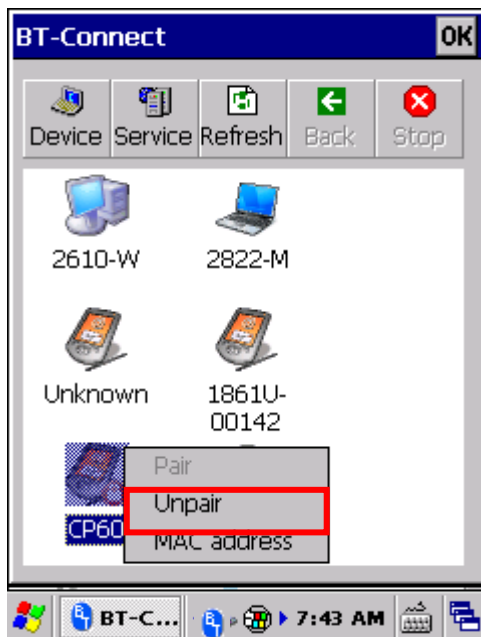 BT-Connect OK
Device Service Refresh Back Stop
2610-W 2822-M
Unknown 1861U-
00142
Pair
Unpair
MAC address
BT-C... 7:43 AM